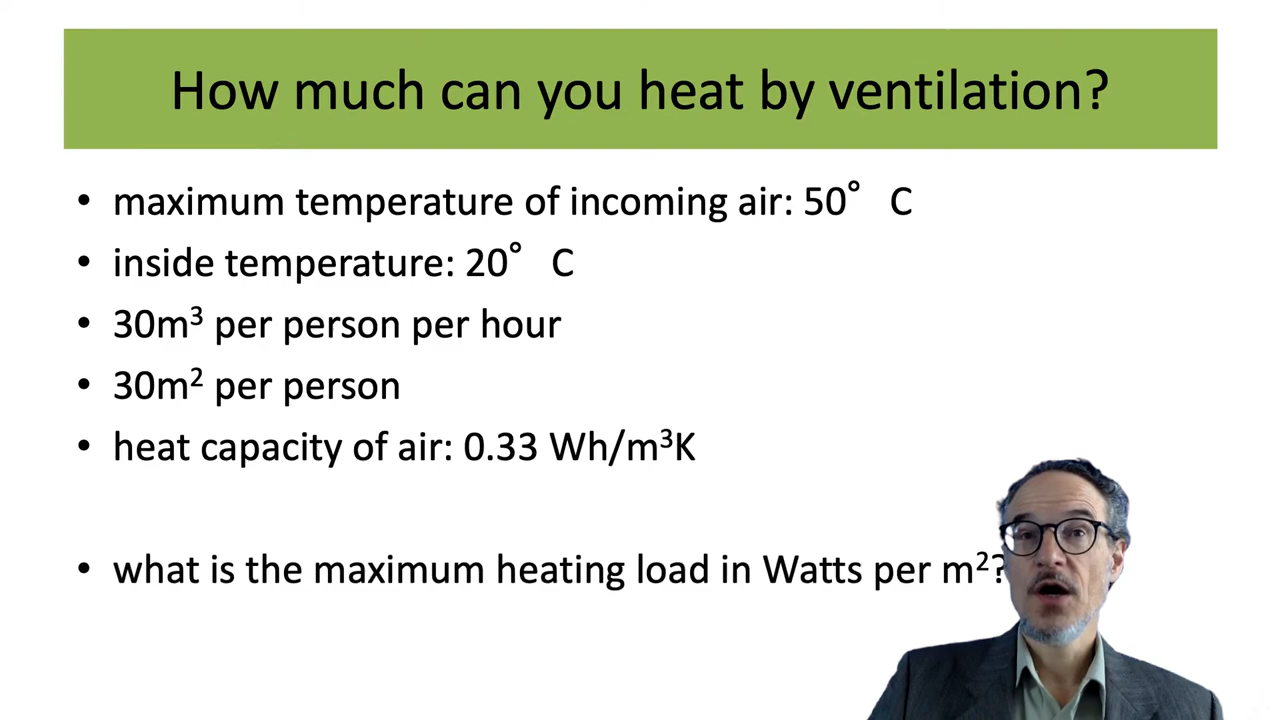 How much can you heat by ventilation?
• maximum temperature of incoming air: 50° C
• inside temperature: 20° C
• 30m³ per person per hour
• 30m² per person
• heat capacity of air: 0.33 Wh/m³K
• what is the maximum heating load in Watts per m²?